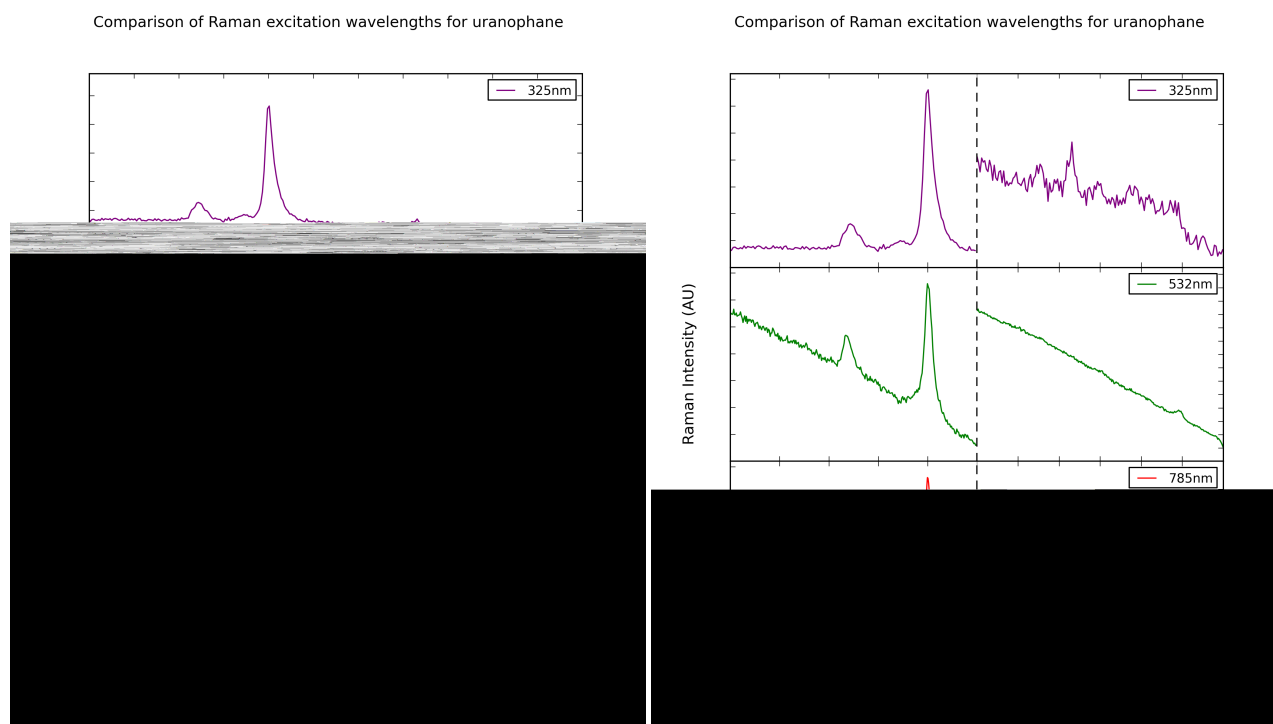 Comparison of Raman excitation wavelengths for uranophane
325nm
Comparison of Raman excitation wavelengths for uranophane
325nm
532nm
Raman Intensity (AU)
785nm